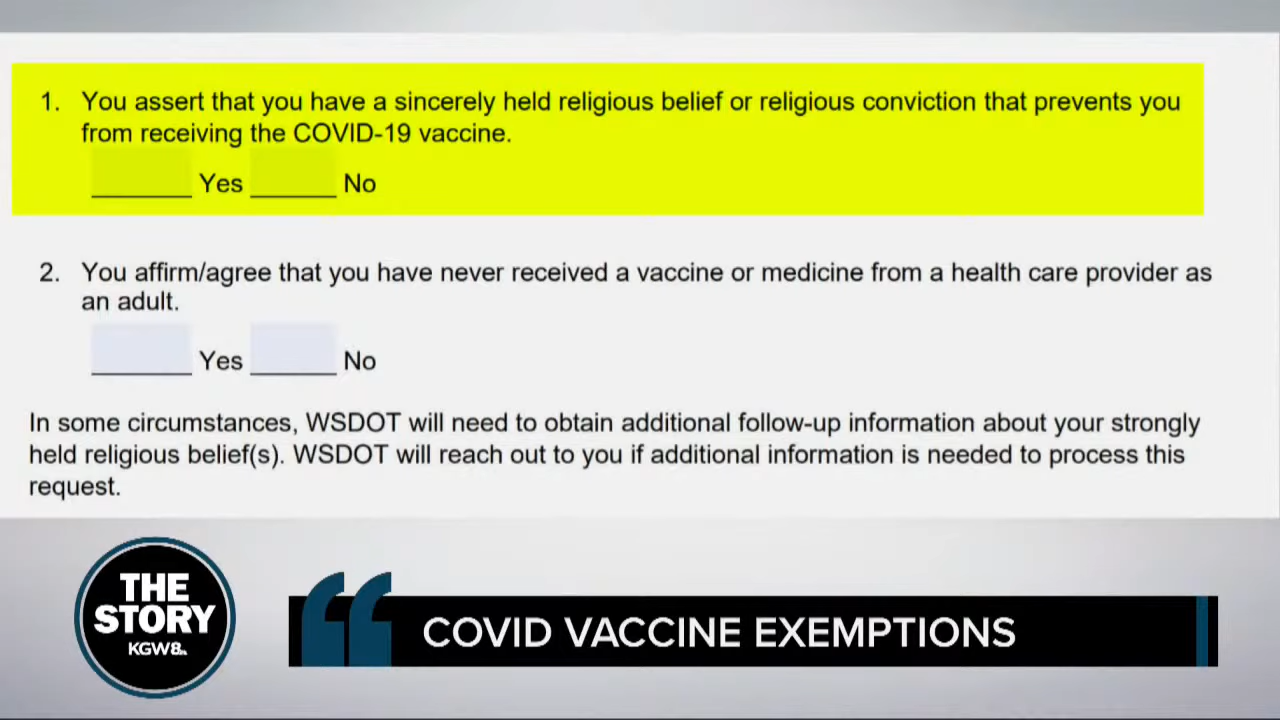 1. You assert that you have a sincerely held religious belief or religious conviction that prevents you
from receiving the COVID-19 vaccine.
______ Yes ______ No
2. You affirm/agree that you have never received a vaccine or medicine from a health care provider as
an adult.
______ Yes ______ No
In some circumstances, WSDOT will need to obtain additional follow-up information about your strongly
held religious belief(s). WSDOT will reach out to you if additional information is needed to process this
request.
THE
STORY
KGW8
“ COVID VACCINE EXEMPTIONS